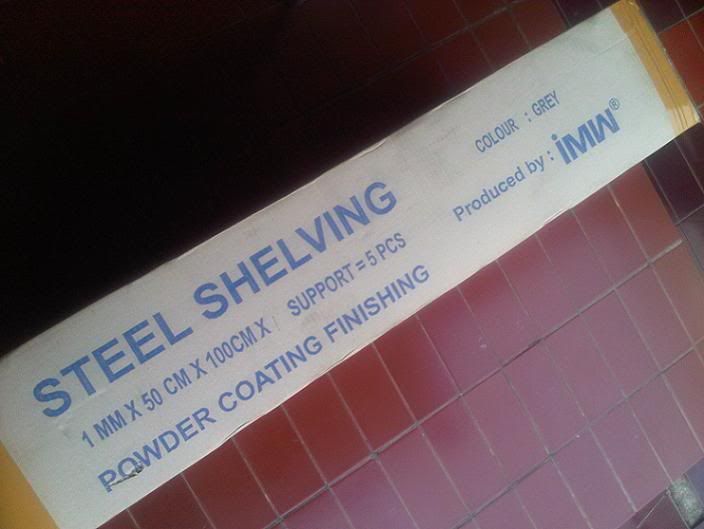 STEEL SHELVING
1 MM X 50 CM X 100CM X SUPPORT = 5 PCS
POWDER COATING FINISHING
COLOUR : GREY
Produced by : iMW®